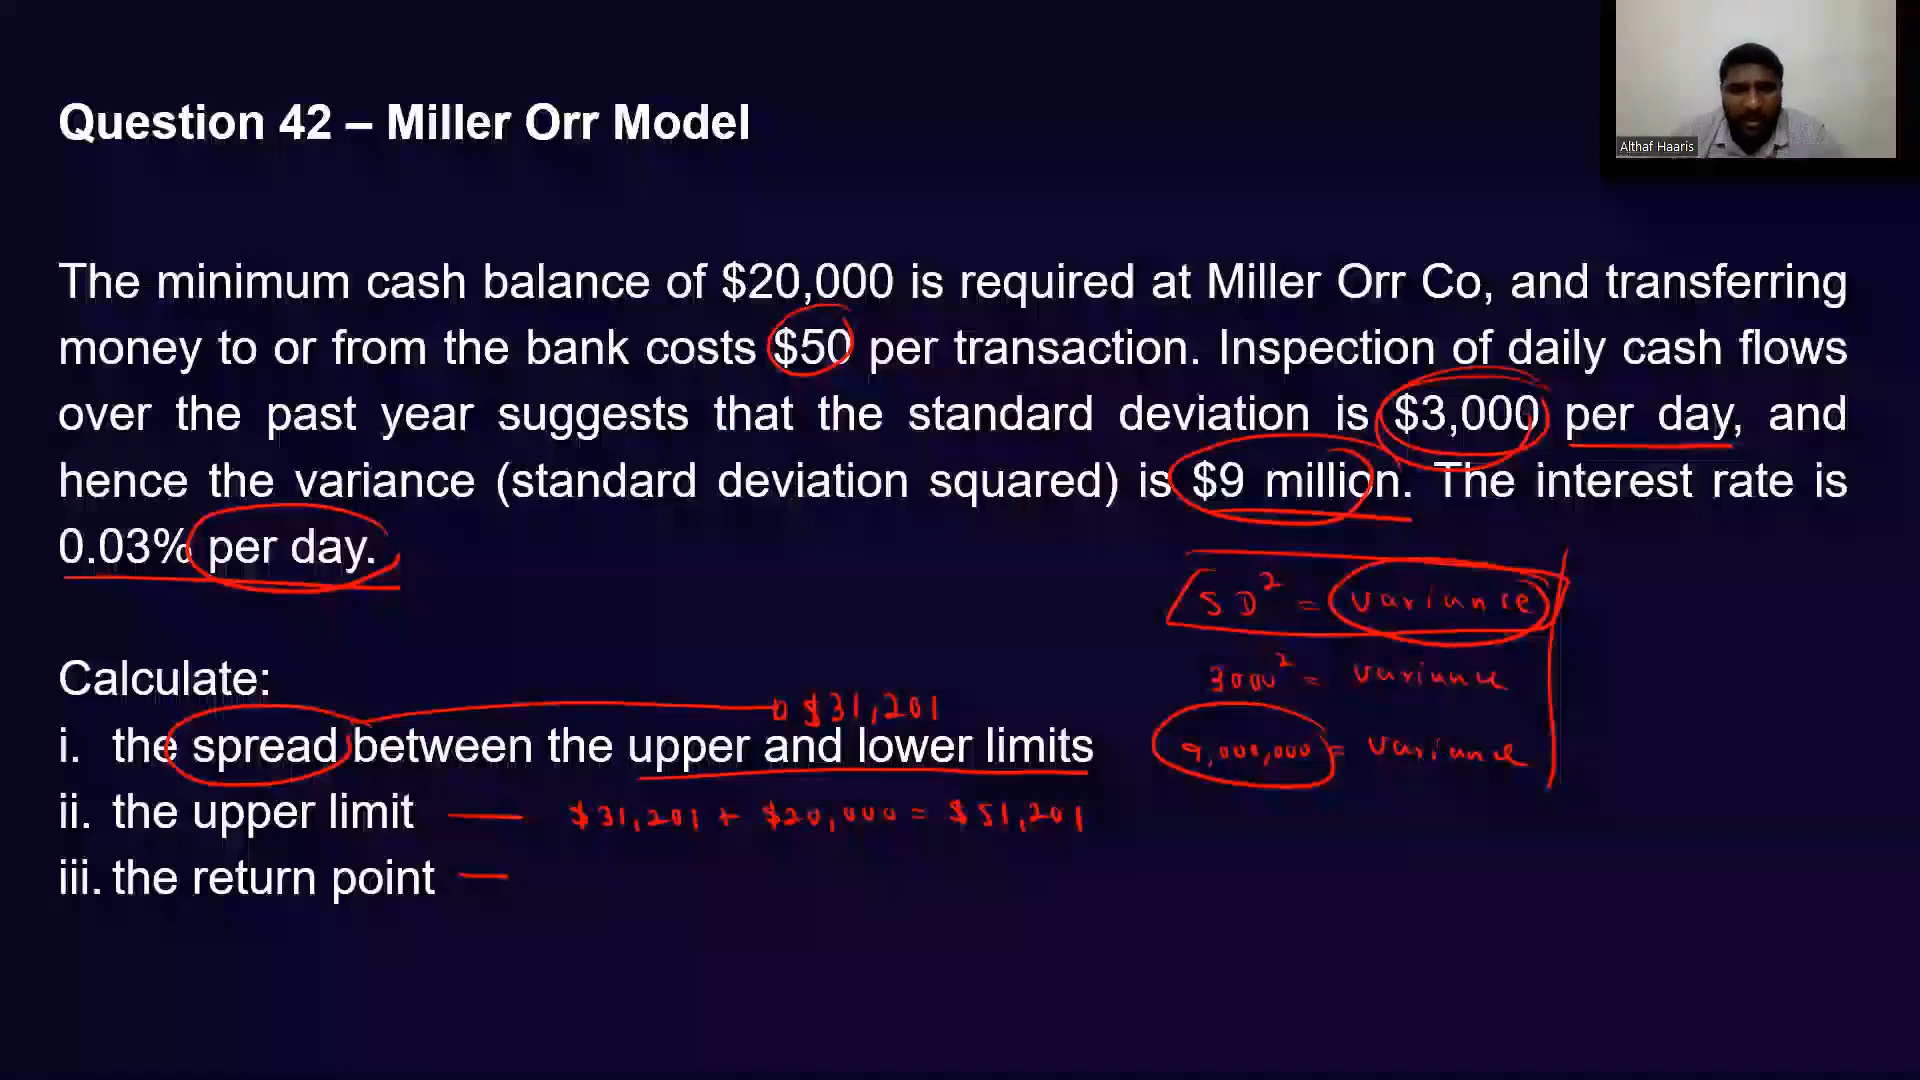 Althaf Haaris
Question 42 – Miller Orr Model
The minimum cash balance of $20,000 is required at Miller Orr Co, and transferring
money to or from the bank costs $50 per transaction. Inspection of daily cash flows
over the past year suggests that the standard deviation is $3,000 per day, and
hence the variance (standard deviation squared) is $9 million. The interest rate is
0.03% per day.
SD² = variance
3000² = variance
9,000,000 = variance
Calculate:
$31,201
i. the spread between the upper and lower limits
ii. the upper limit — $31,201 + $20,000 = $51,201
iii. the return point —